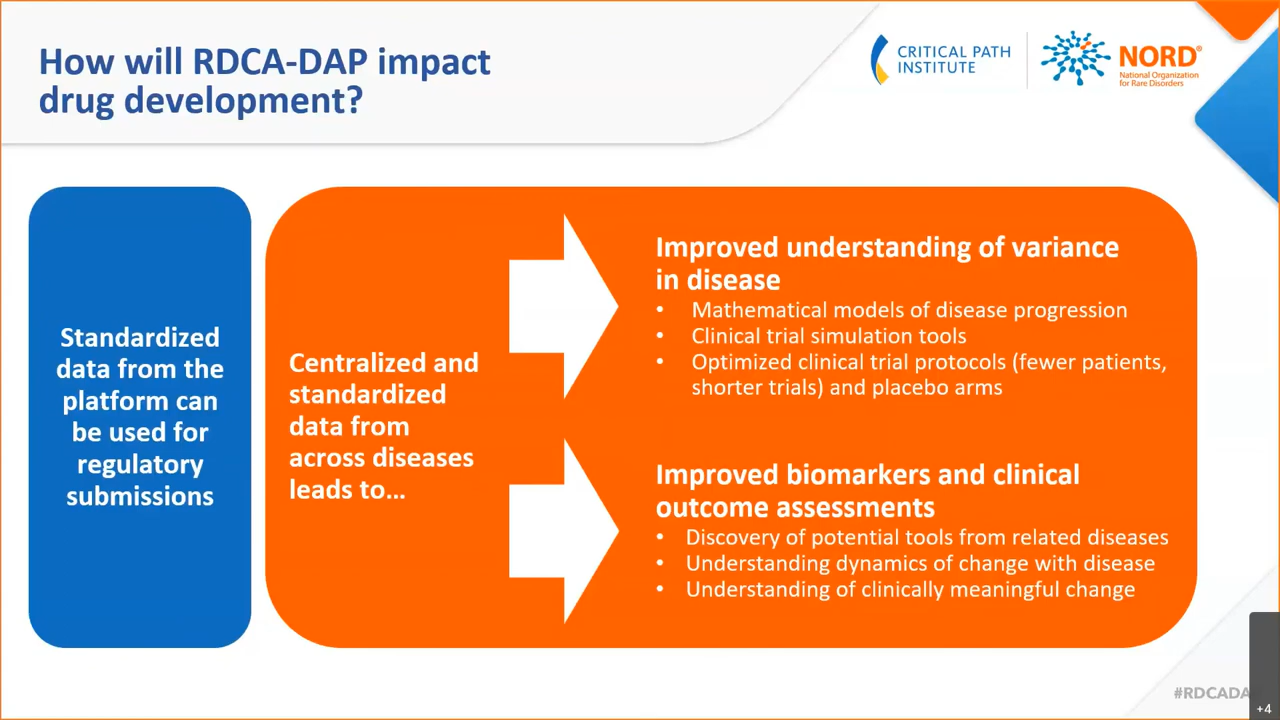 How will RDCA-DAP impact
drug development?
CRITICAL PATH
INSTITUTE
NORD®
National Organization
for Rare Disorders
Standardized
data from the
platform can
be used for
regulatory
submissions
Centralized and
standardized
data from
across diseases
leads to...
Improved understanding of variance
in disease
• Mathematical models of disease progression
• Clinical trial simulation tools
• Optimized clinical trial protocols (fewer patients,
shorter trials) and placebo arms
Improved biomarkers and clinical
outcome assessments
• Discovery of potential tools from related diseases
• Understanding dynamics of change with disease
• Understanding of clinically meaningful change
#RDCADA
+4